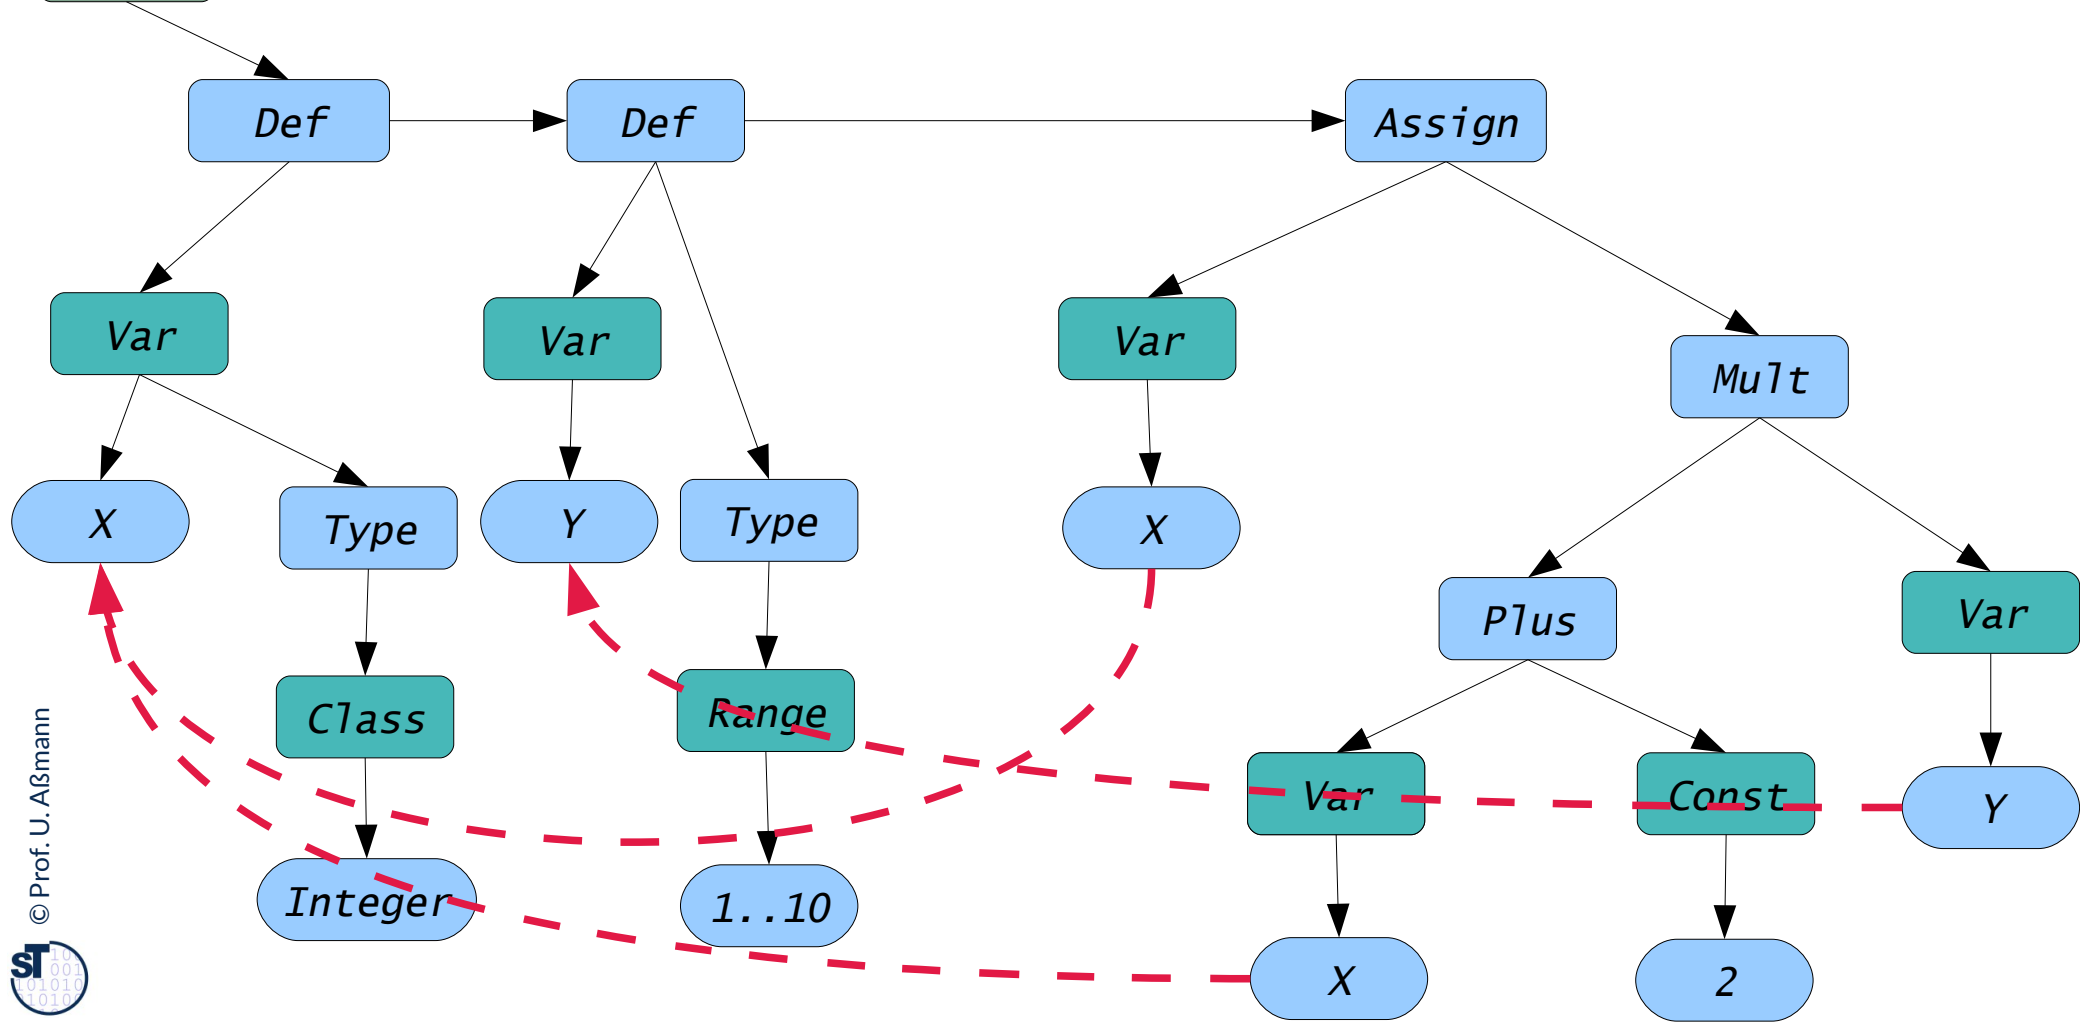 Def
Def
Assign
Var
Var
Var
Mult
X
Type
Y
Type
X
Plus
Var
Class
Range
Var
Const
Y
Integer
1..10
X
2
© Prof. U. Aßmann
ST